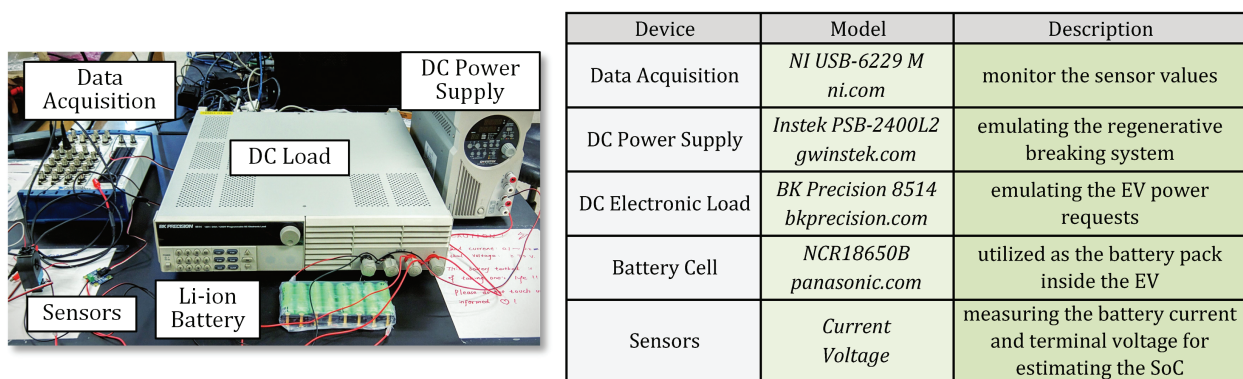 Data
Acquisition
DC Power
Supply
DC Load
BK PRECISION
Sensors
Li-ion
Battery
Device Model Description
Data Acquisition NI USB-6229 M
ni.com monitor the sensor values
DC Power Supply Instek PSB-2400L2
gwinstek.com emulating the regenerative
breaking system
DC Electronic Load BK Precision 8514
bkprecision.com emulating the EV power
requests
Battery Cell NCR18650B
panasonic.com utilized as the battery pack
inside the EV
Sensors Current
Voltage measuring the battery current
and terminal voltage for
estimating the SoC